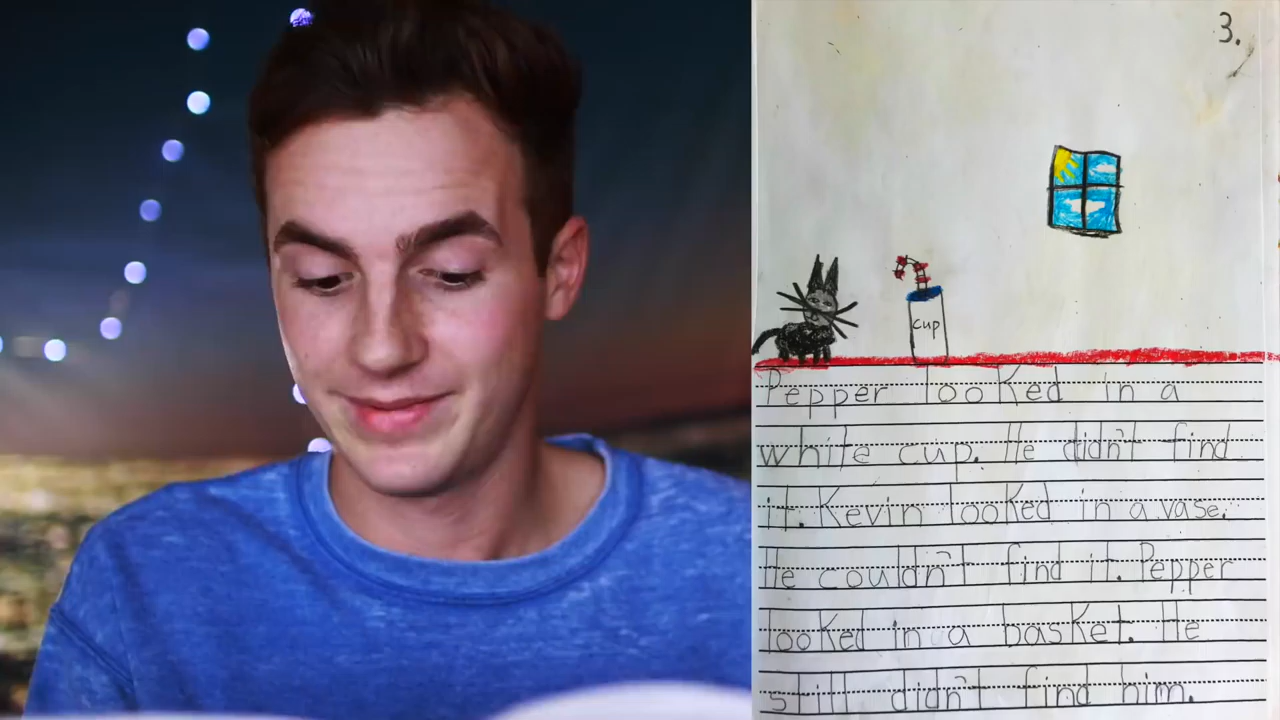 3.
cup
Pepper looked in a
white cup. He didn't find
it. Kevin looked in a vase.
He couldn't find it. Pepper
looked in a basket. He
still didn't find him.